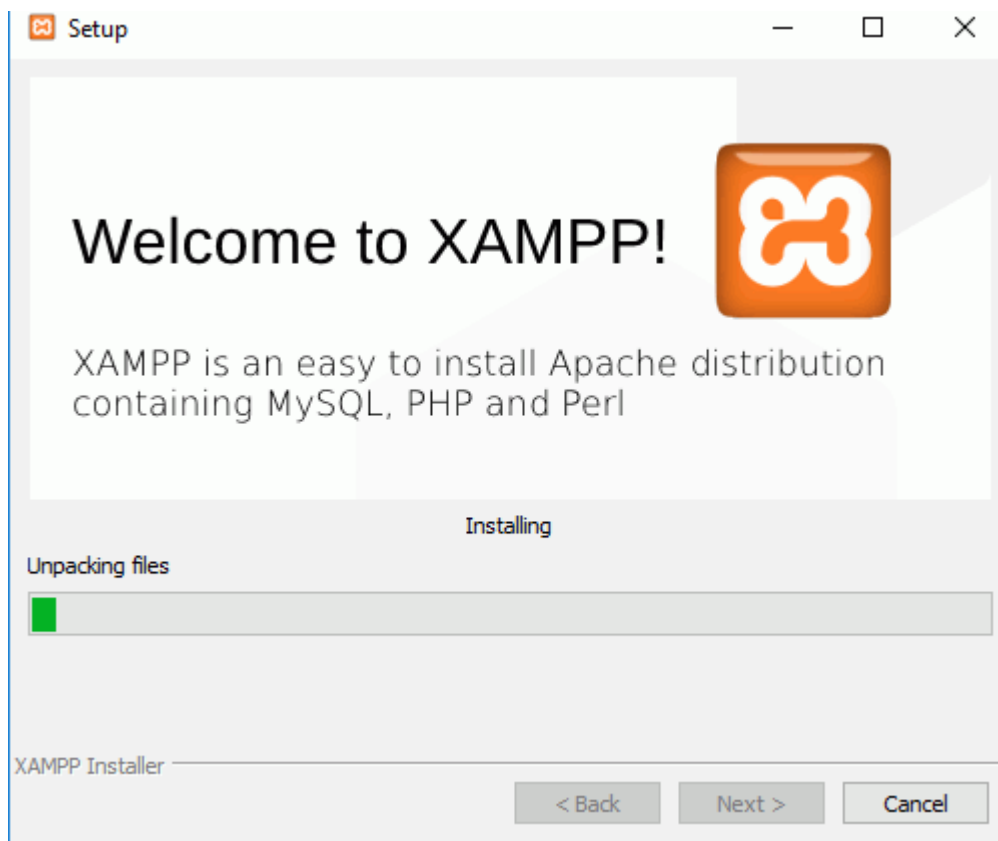 Setup
Welcome to XAMPP!
XAMPP is an easy to install Apache distribution
containing MySQL, PHP and Perl
Installing
Unpacking files
XAMPP Installer
< Back
Next >
Cancel